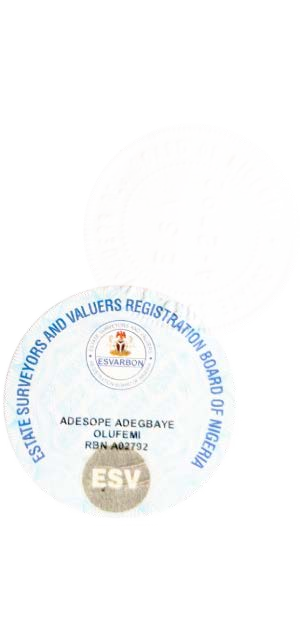 ESTATE SURVEYORS AND VALUERS REGISTRATION BOARD OF NIGERIA
ESVARBON
ADESOPE ADEGBAYE
OLUFEMI
RBN A02792
ESV